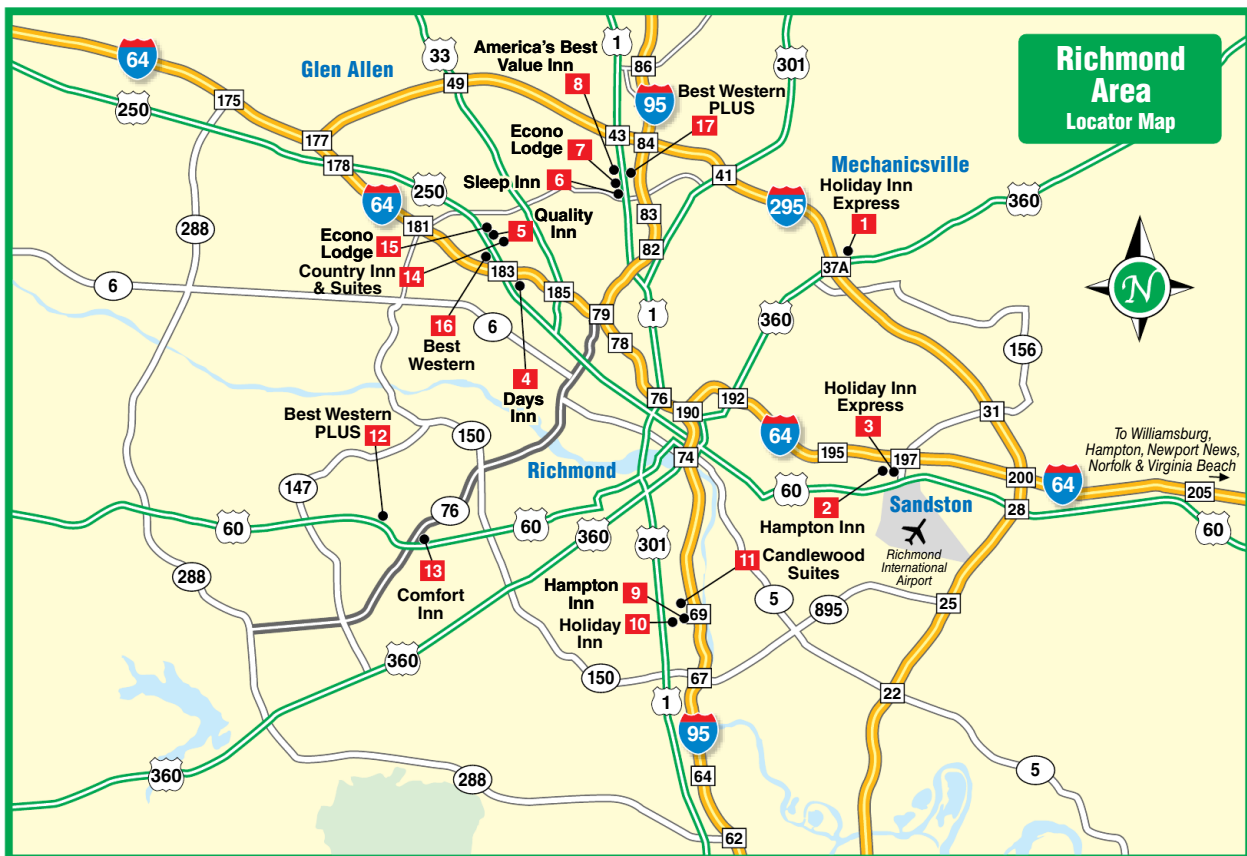 Richmond
Area
Locator Map
64
33
1
301
86
Glen Allen
America's Best
Value Inn
8
49
95
Best Western
PLUS
17
175
250
177
178
43
84
Econo
Lodge
7
Sleep Inn
6
41
Mechanicsville
Holiday Inn
Express
1
295
360
64
250
288
181
Econo
Lodge
15
Quality
Inn
5
83
82
Country Inn
& Suites
14
183
185
37A
N
6
6
16
Best
Western
4
Days
Inn
79
78
1
360
156
76
190
192
64
Holiday Inn
Express
3
31
Best Western
PLUS
12
150
Richmond
74
195
197
200
64
To Williamsburg,
Hampton, Newport News,
Norfolk & Virginia Beach
205
147
76
60
60
60
2
Hampton Inn
Sandston
28
60
Richmond
International
Airport
360
301
13
Comfort
Inn
288
11
Candlewood
Suites
Hampton
Inn
9
Holiday
Inn
10
69
5
895
25
360
150
67
1
22
95
360
288
64
5
62